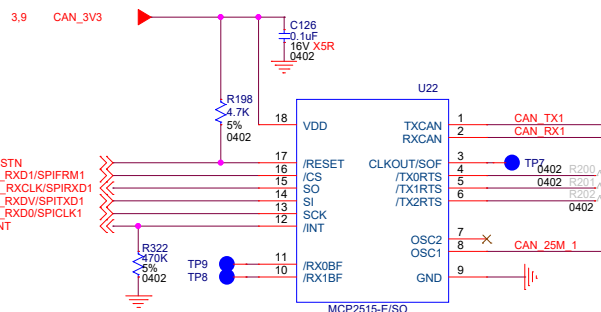 3,9 CAN_3V3
C126
0.1uF
16V X5R
0402
U22
R198
4.7K
5%
0402
18 VDD TXCAN 1 CAN_TX1
RXCAN 2 CAN_RX1
STN 17 /RESET CLKOUT/SOF 3 TP7
_RXD1/SPIFRM1 16 /CS /TX0RTS 4 0402 R200
_RXCLK/SPIRXD1 15 SO /TX1RTS 5 0402 R201
_RXDV/SPITXD1 14 SI /TX2RTS 6 R202
_RXD0/SPICLK1 13 SCK 0402
NT 12 /INT
OSC2 7
R322
470K
5%
0402
OSC1 8 CAN_25M_1
TP9 11 /RX0BF
TP8 10 /RX1BF GND 9
MCP2515-E/SO